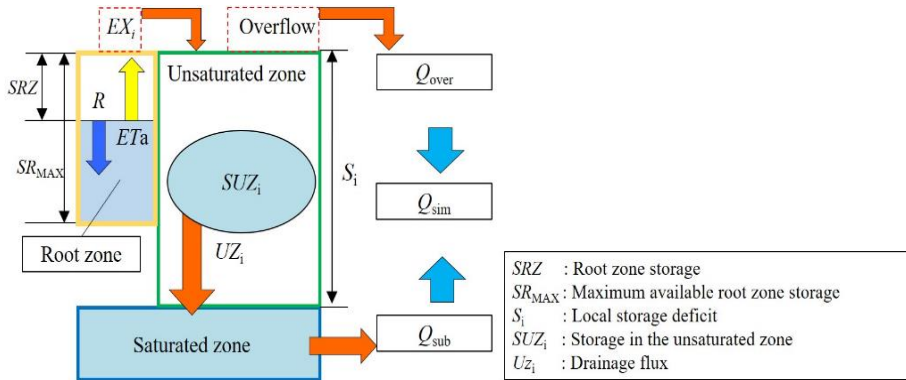 EXi
Overflow
SRZ
Unsaturated zone
Qover
R
ETa
SRMAX
SUZi
Si
Qsim
Root zone
UZi
SRZ : Root zone storage
SRMAX : Maximum available root zone storage
Si : Local storage deficit
SUZi : Storage in the unsaturated zone
Uzi : Drainage flux
Saturated zone
Qsub